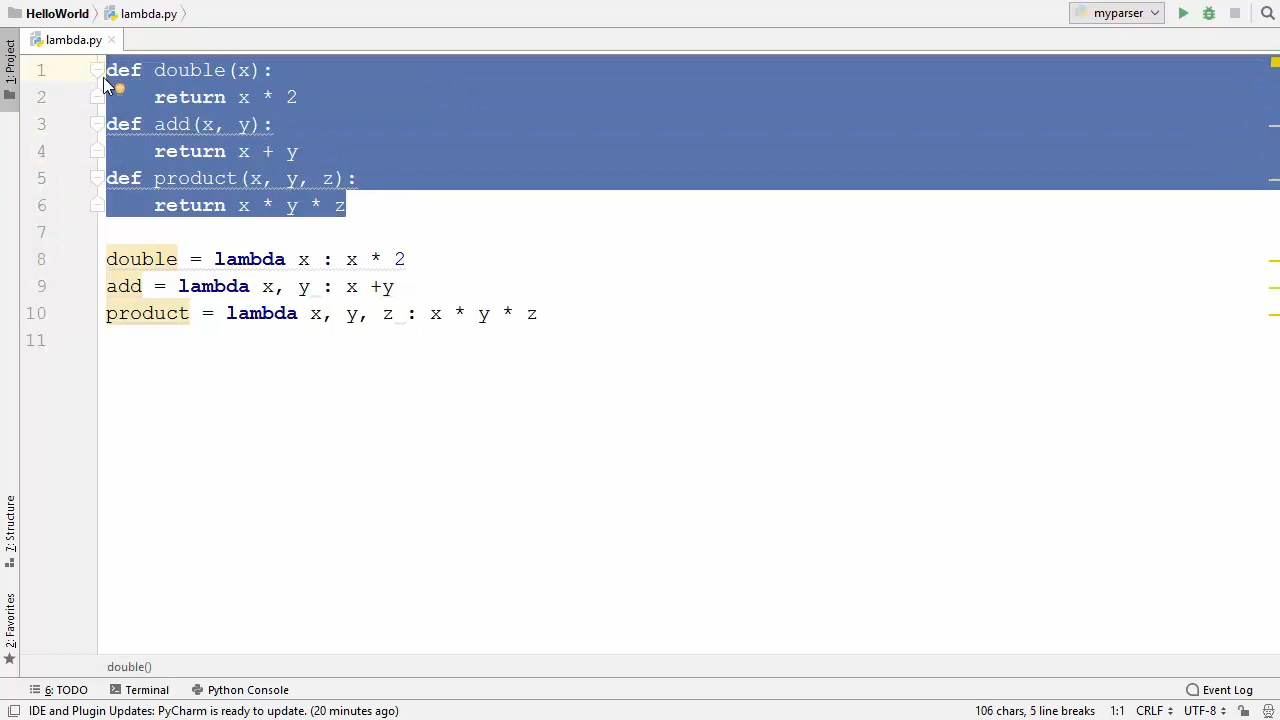 HelloWorld lambda.py myparser
lambda.py
1: Project
1 def double(x):
2 return x * 2
3 def add(x, y):
4 return x + y
5 def product(x, y, z):
6 return x * y * z
7
8 double = lambda x : x * 2
9 add = lambda x, y : x +y
10 product = lambda x, y, z : x * y * z
11
7: Structure
2: Favorites
double()
6: TODO Terminal Python Console Event Log
IDE and Plugin Updates: PyCharm is ready to update. (20 minutes ago) 106 chars, 5 line breaks 1:1 CRLF UTF-8